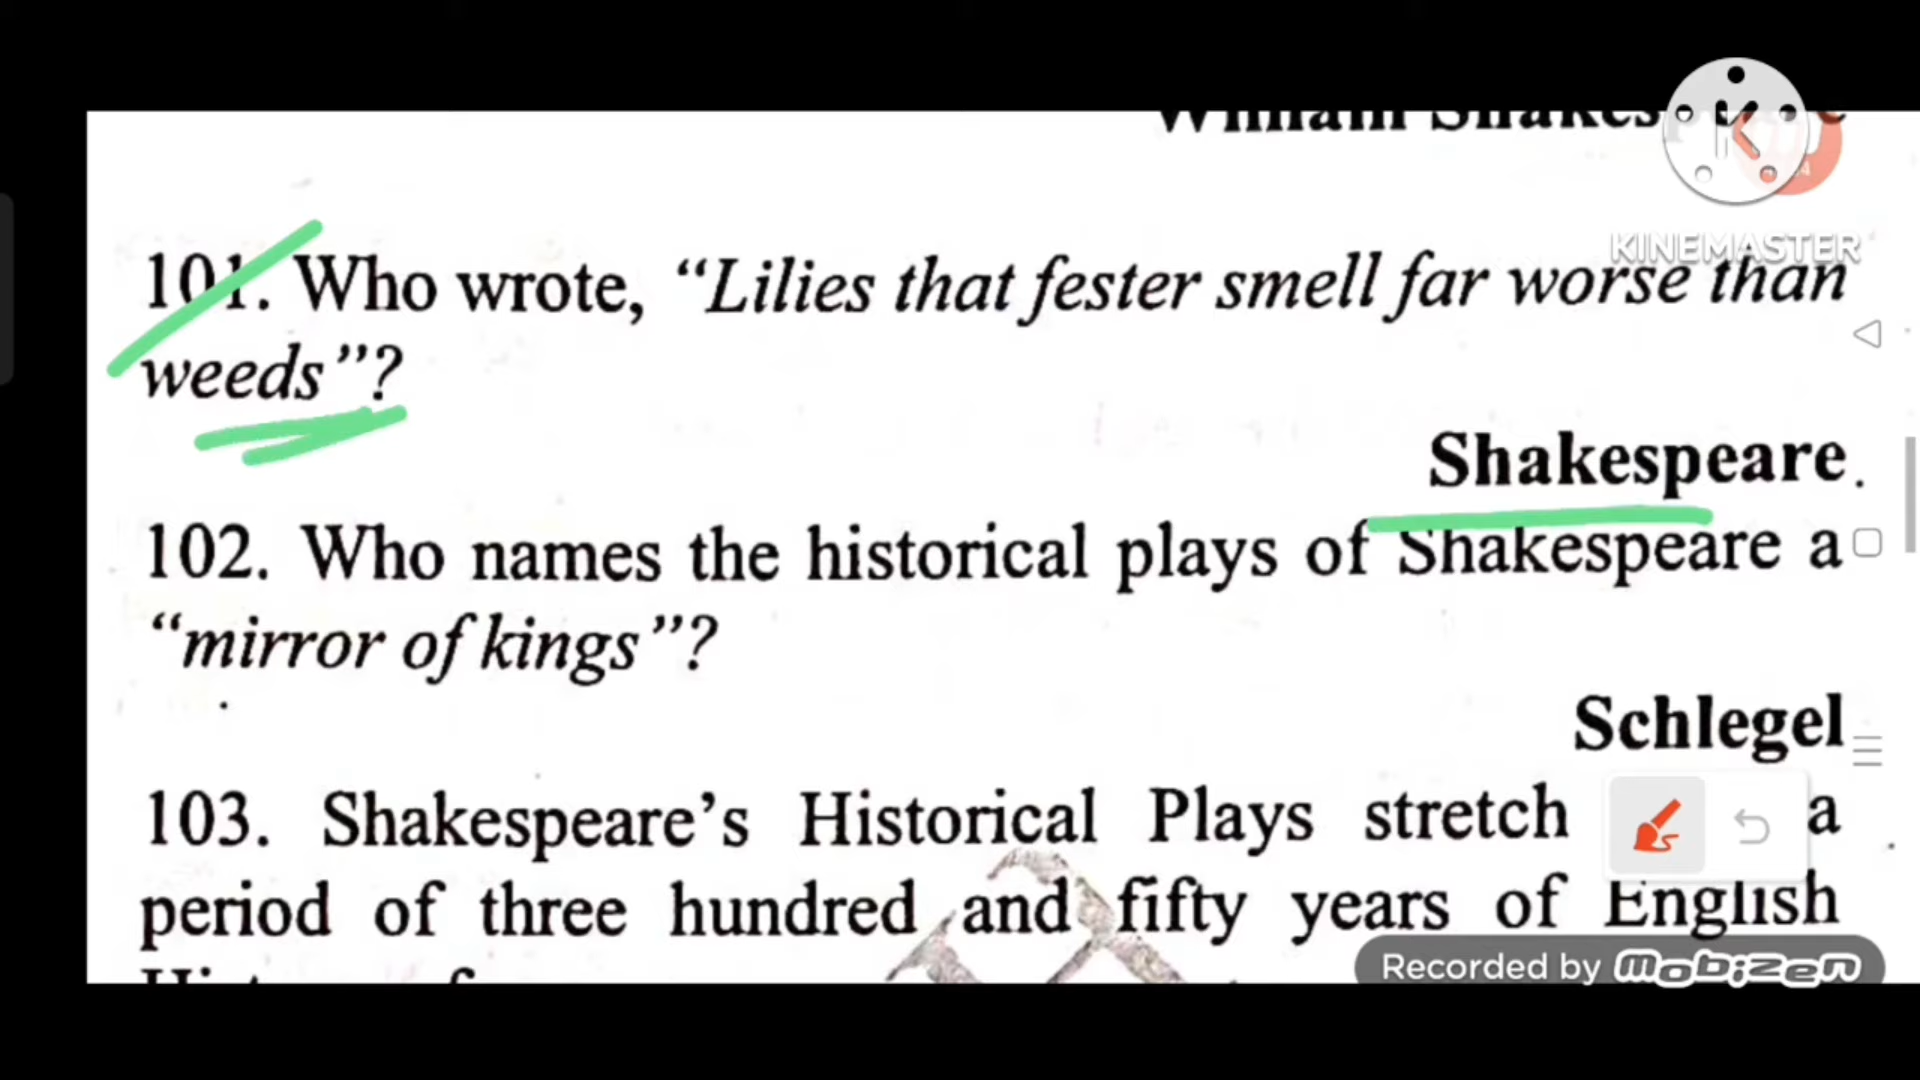 William Shakespeare
KINEMASTER
101. Who wrote, “Lilies that fester smell far worse than
weeds”?
Shakespeare.
102. Who names the historical plays of Shakespeare a
“mirror of kings”?
Schlegel
103. Shakespeare’s Historical Plays stretch a
period of three hundred and fifty years of English
Recorded by mobizen